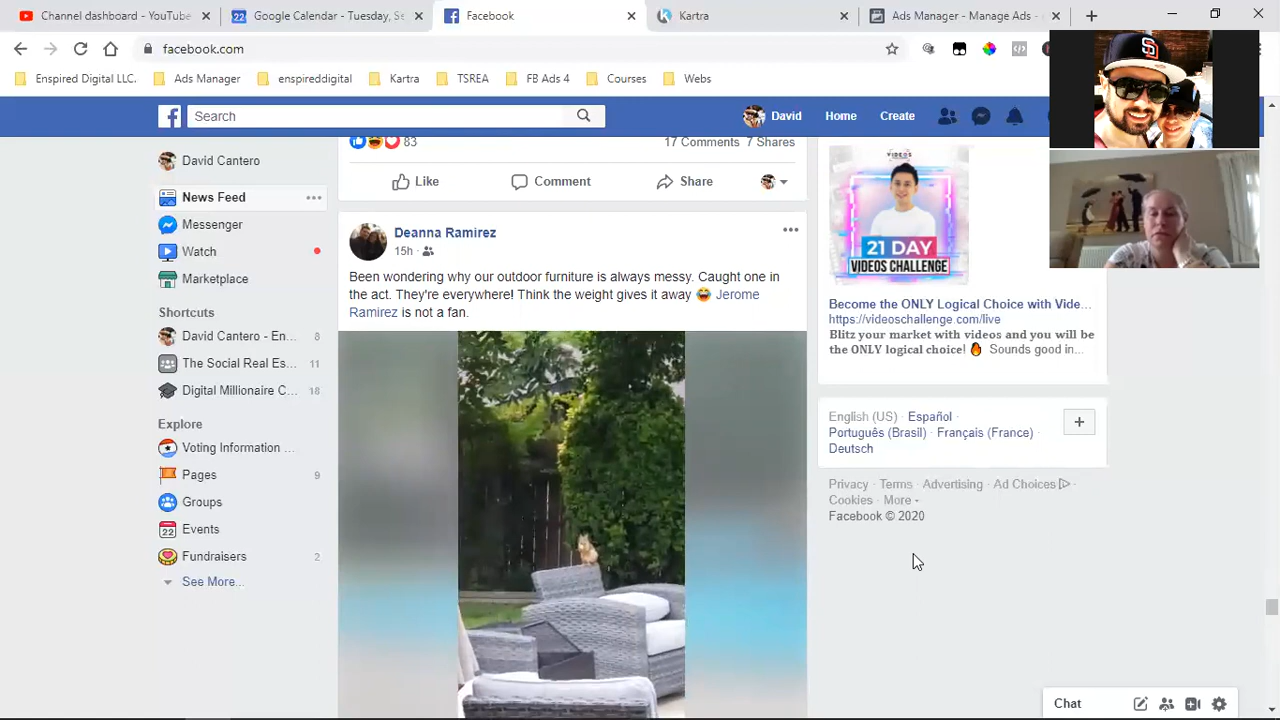 Channel dashboard - YouTube
Google Calendar - Tuesday, Se
Facebook
Kartra
Ads Manager - Manage Ads -
facebook.com
Enspired Digital LLC.
Ads Manager
enspireddigital
Kartra
TSREA
FB Ads 4
Courses
Webs
Search
David
Home
Create
David Cantero
News Feed
Messenger
Watch
Marketplace
Shortcuts
David Cantero - En... 8
The Social Real Es... 11
Digital Millionaire C... 18
Explore
Voting Information ...
Pages 9
Groups
Events
Fundraisers 2
See More...
83
17 Comments 7 Shares
Like
Comment
Share
Deanna Ramirez
15h ·
Been wondering why our outdoor furniture is always messy. Caught one in
the act. They're everywhere! Think the weight gives it away Jerome
Ramirez is not a fan.
VIDEOS
21 DAY
VIDEOS CHALLENGE
Become the ONLY Logical Choice with Vide...
https://videoschallenge.com/live
Blitz your market with videos and you will
be the ONLY logical choice! Sounds good in...
English (US) · Español ·
Português (Brasil) · Français (France) ·
Deutsch
Privacy · Terms · Advertising · Ad Choices ·
Cookies · More
Facebook © 2020
Chat